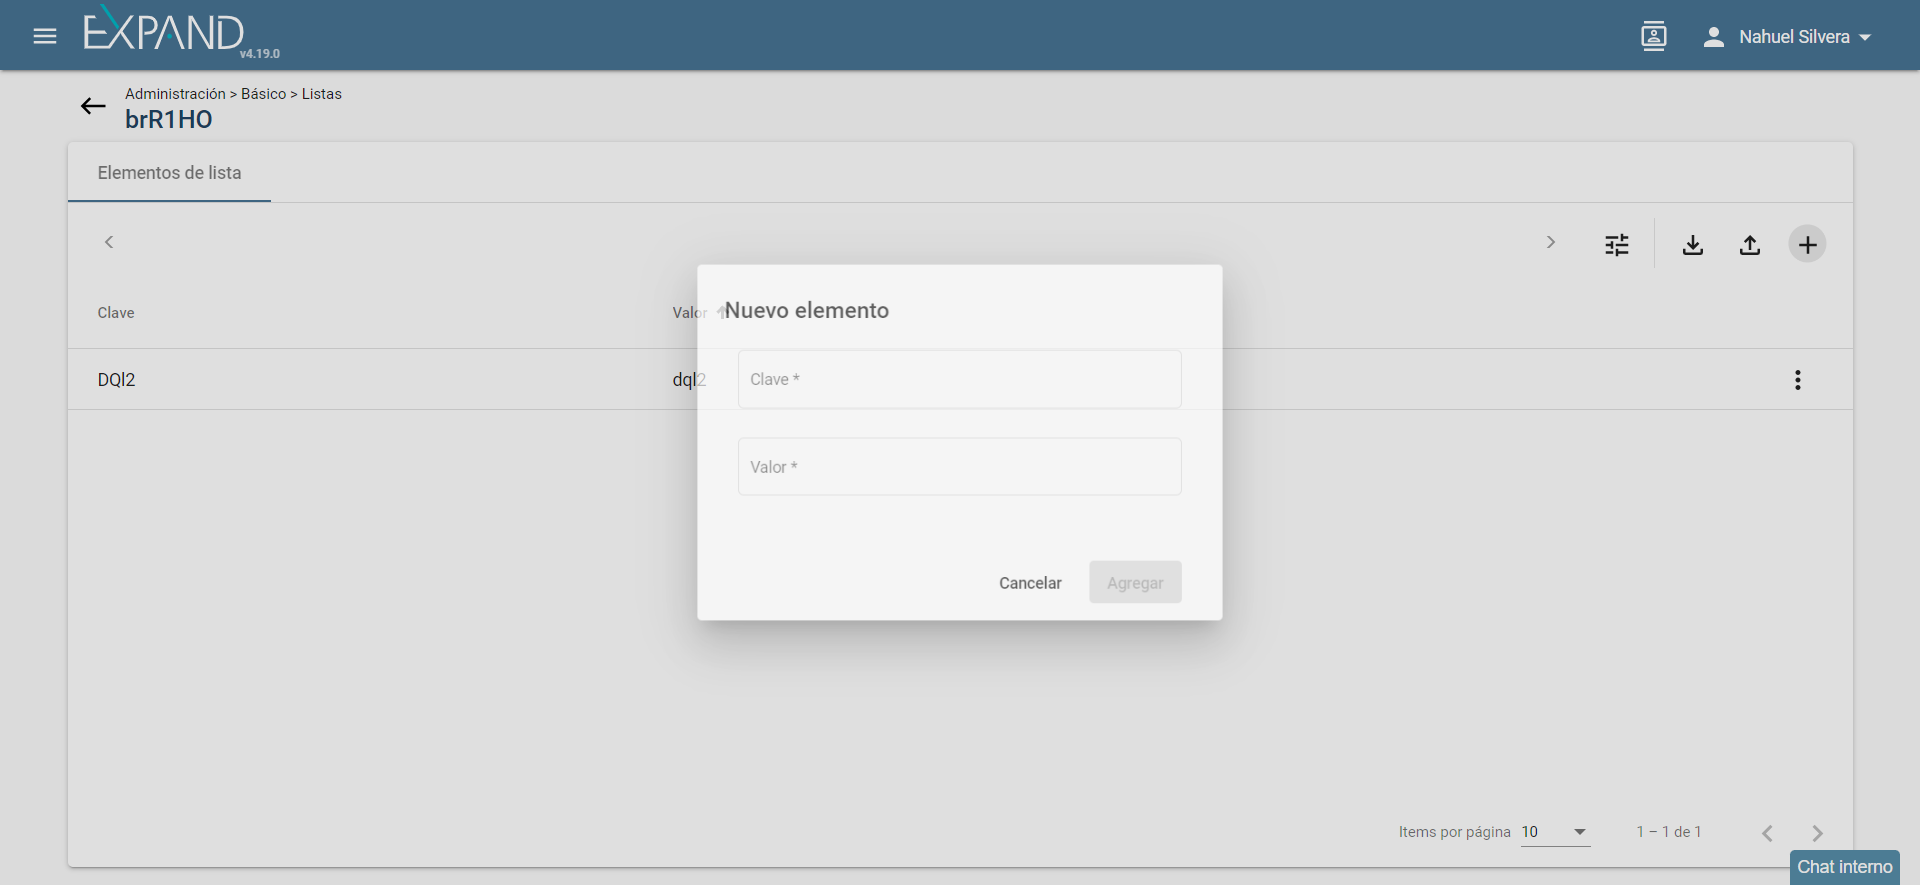 EXPAND
v4.19.0
Nahuel Silvera
Administración > Básico > Listas
brR1HO
Elementos de lista
Clave
Valor
DQl2
dql2
Nuevo elemento
Clave *
Valor *
Cancelar
Agregar
Items por página
10
1 – 1 de 1
Chat interno